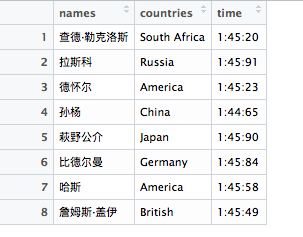 names countries time
1 查德·勒克洛斯 South Africa 1:45:20
2 拉斯科 Russia 1:45:91
3 德怀尔 America 1:45:23
4 孙杨 China 1:44:65
5 萩野公介 Japan 1:45:90
6 比德尔曼 Germany 1:45:84
7 哈斯 America 1:45:58
8 詹姆斯·盖伊 British 1:45:49